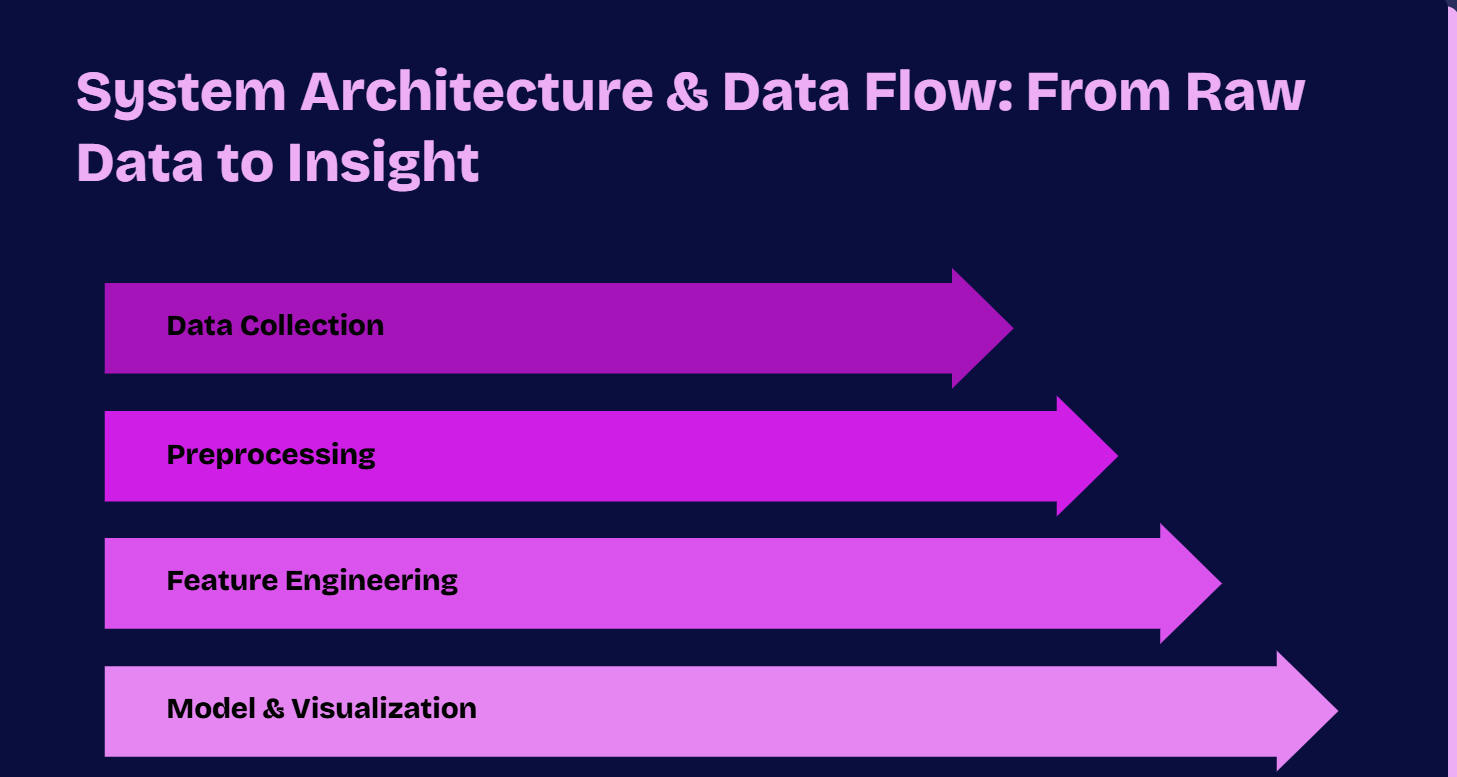 System Architecture & Data Flow: From Raw
Data to Insight
Data Collection
Preprocessing
Feature Engineering
Model & Visualization